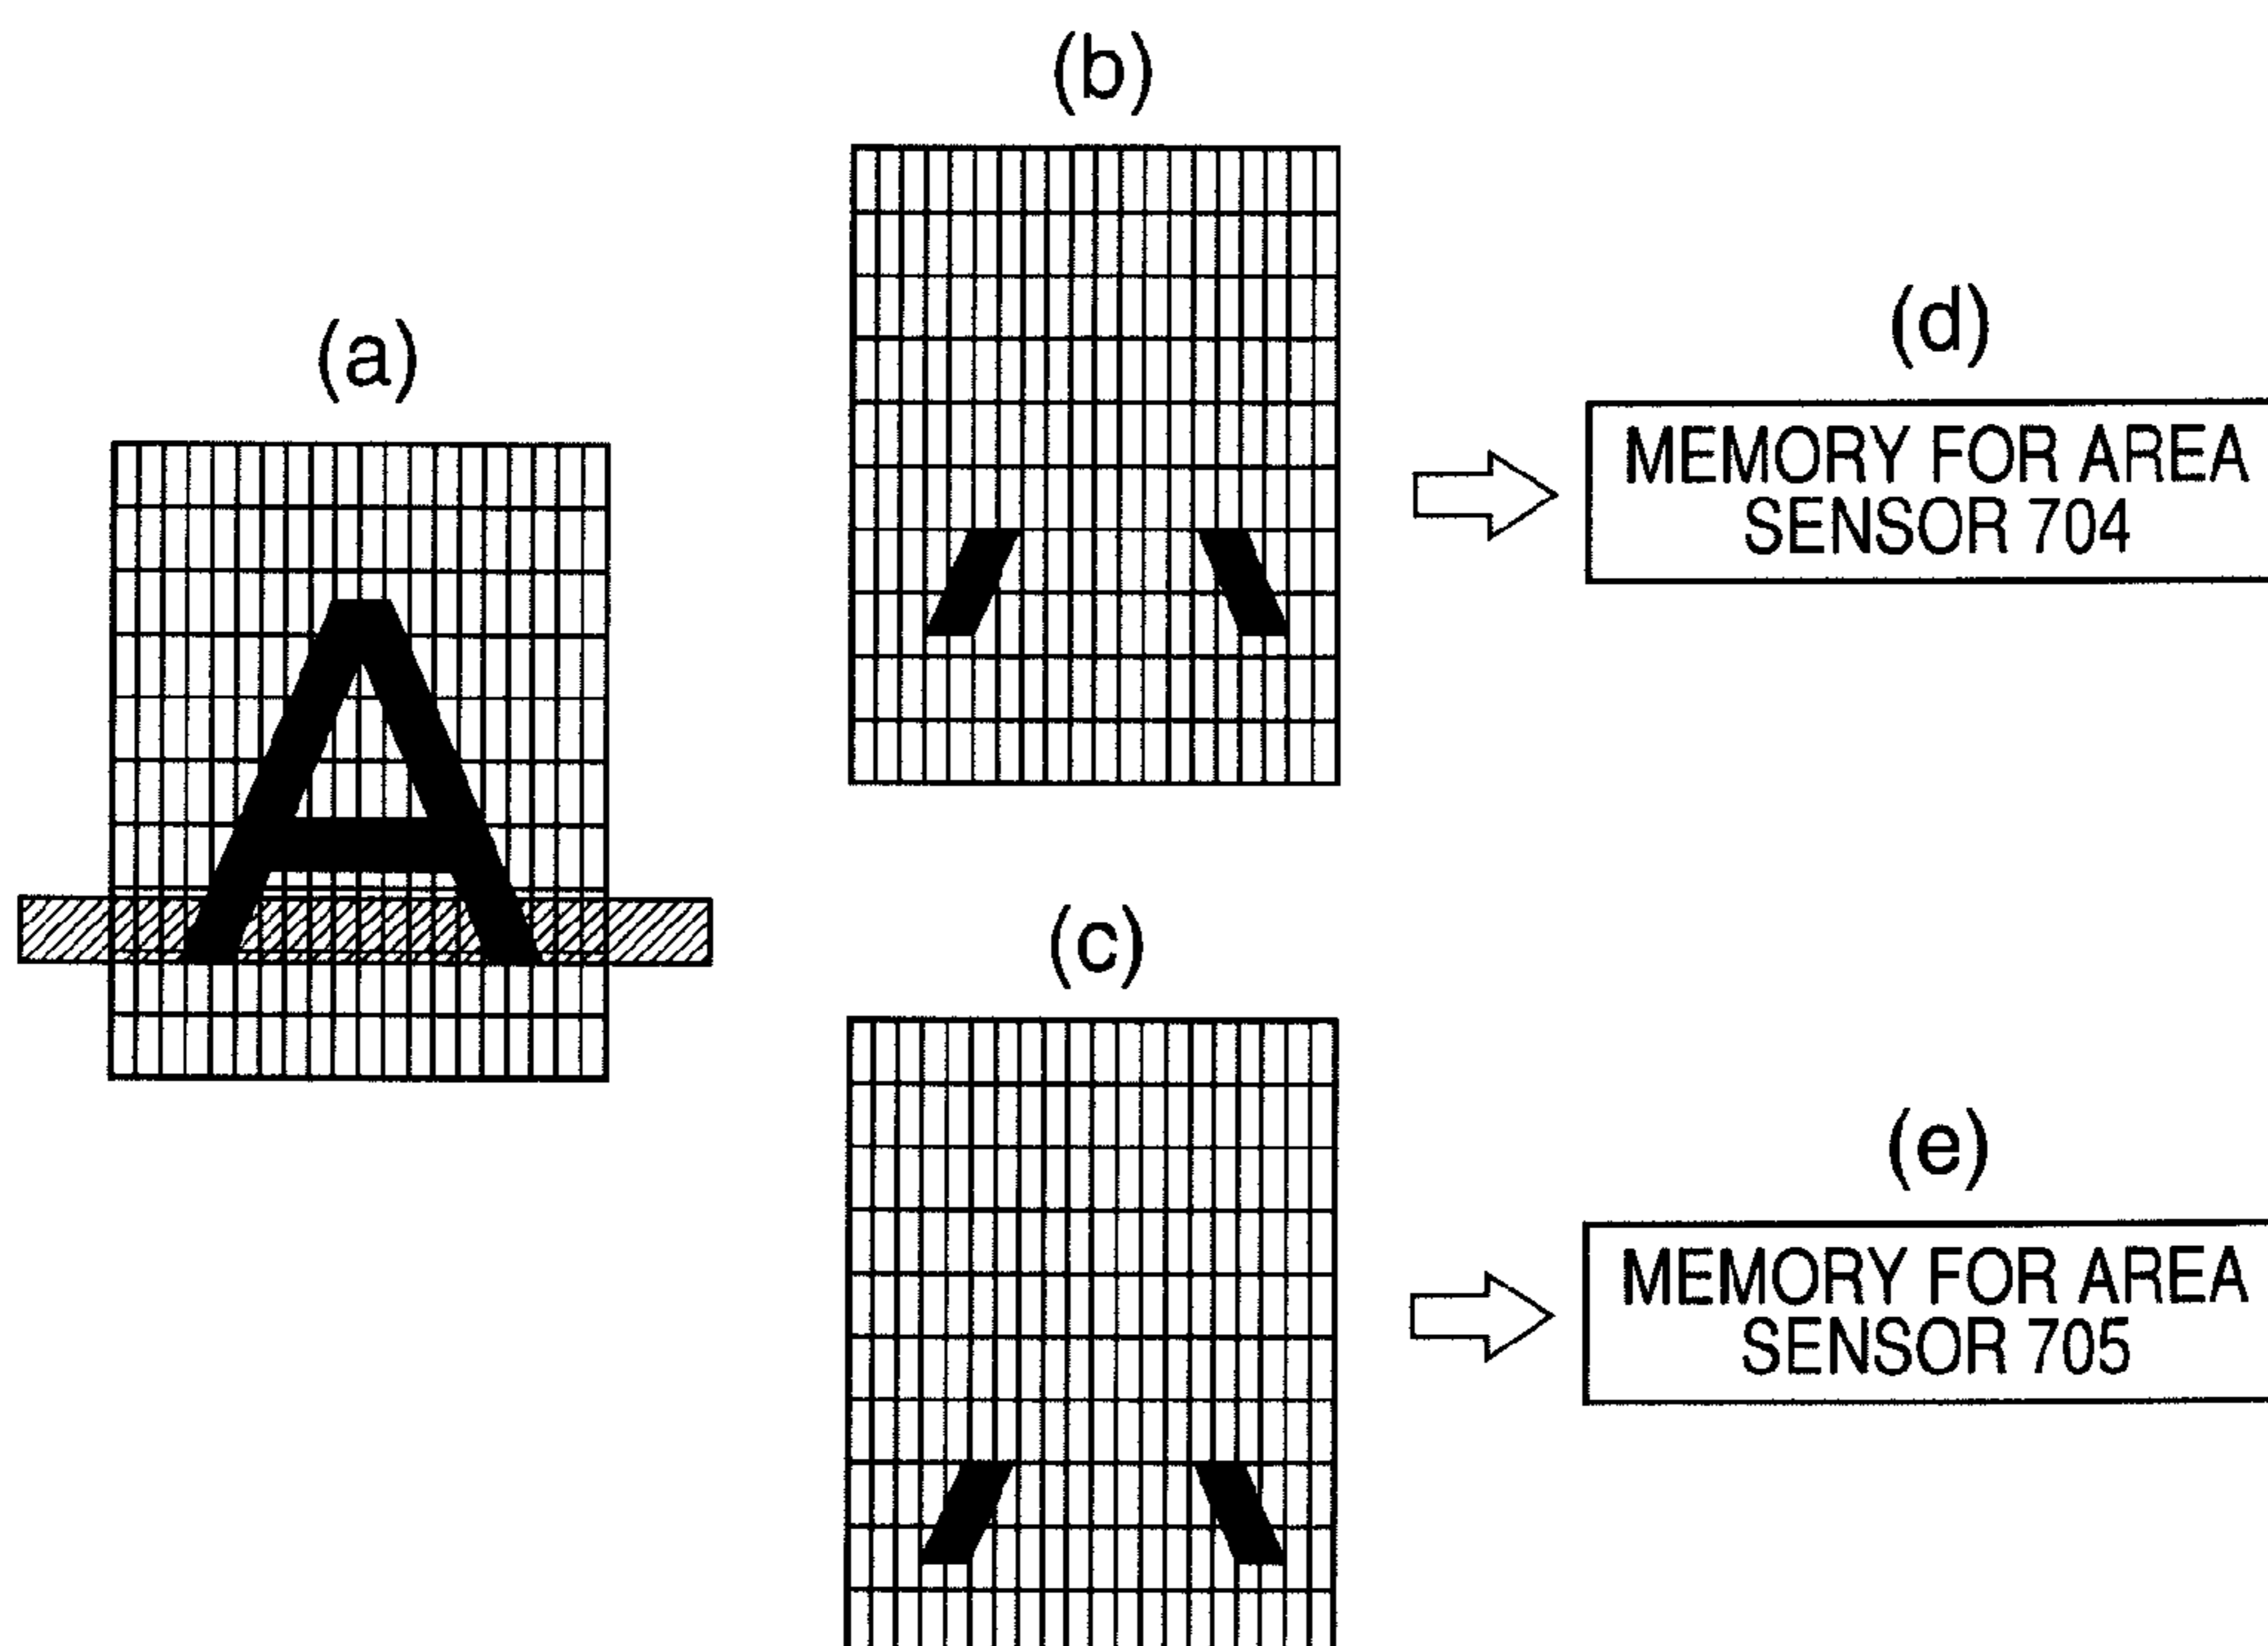 (b)
(a)
A
(d)
MEMORY FOR AREA
SENSOR 704
(c)
(e)
MEMORY FOR AREA
SENSOR 705